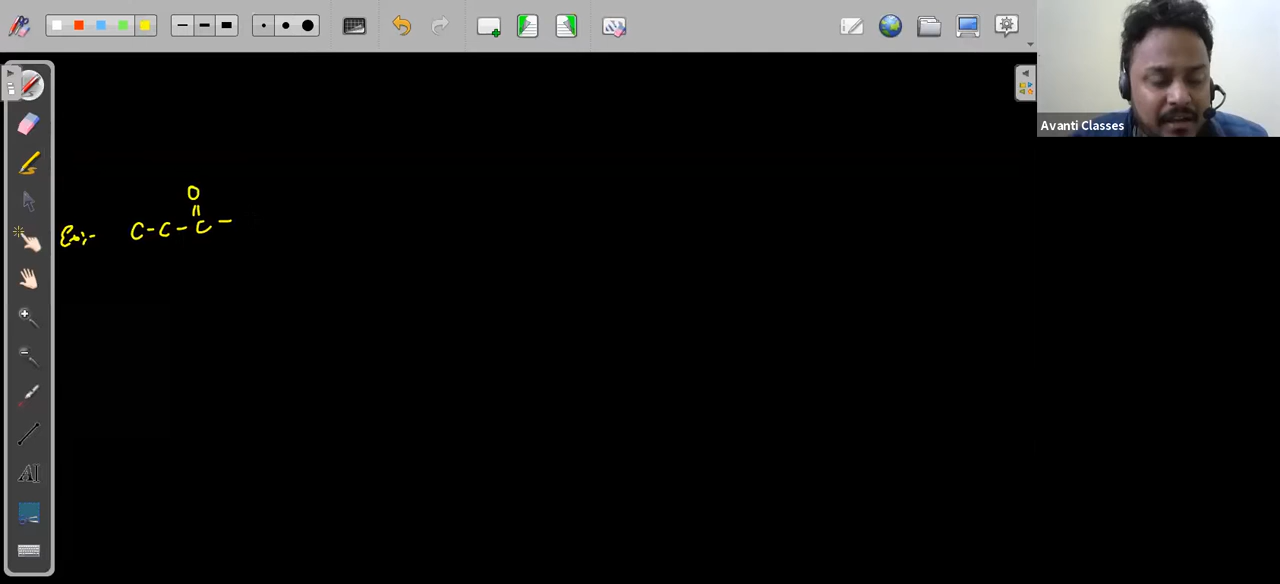 Avanti Classes
O
||
Ex:- C-C-C-